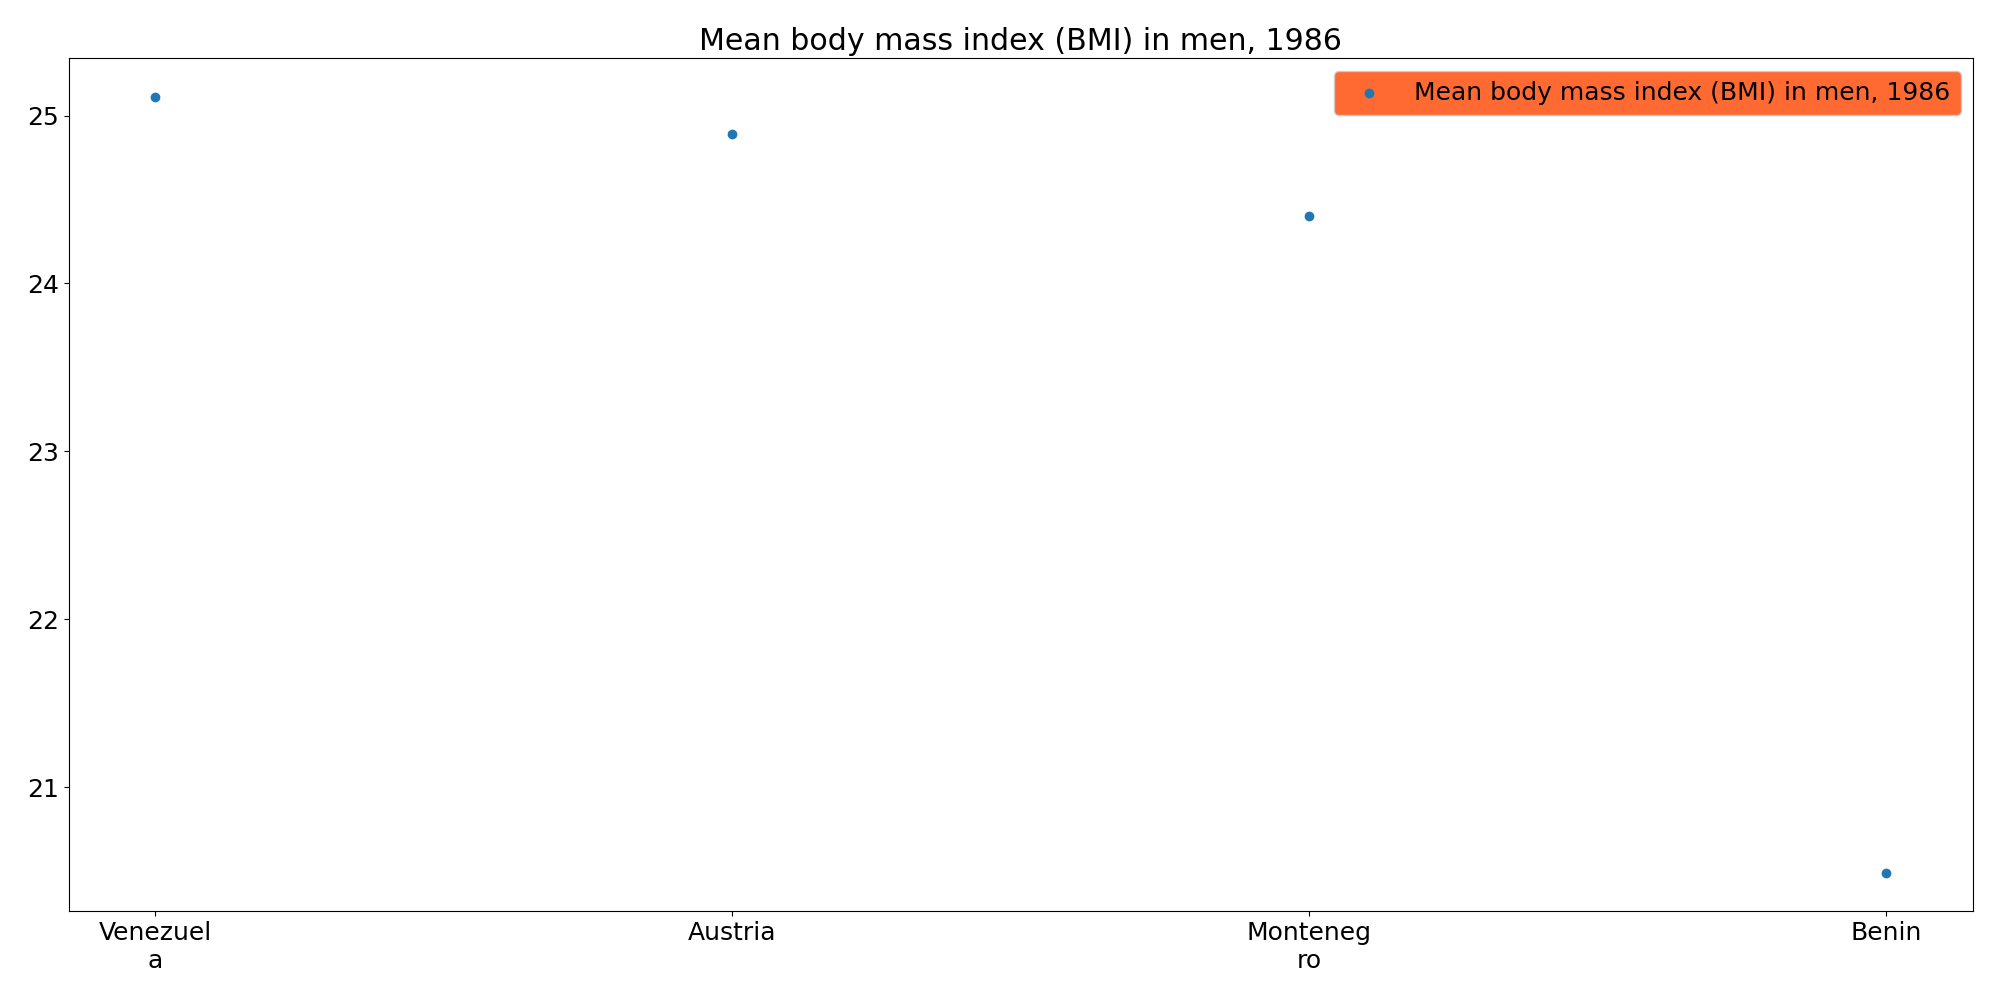 Mean body mass index (BMI) in men, 1986
Mean body mass index (BMI) in men, 1986
25
24
23
22
21
Venezuel
a
Austria
Monteneg
ro
Benin